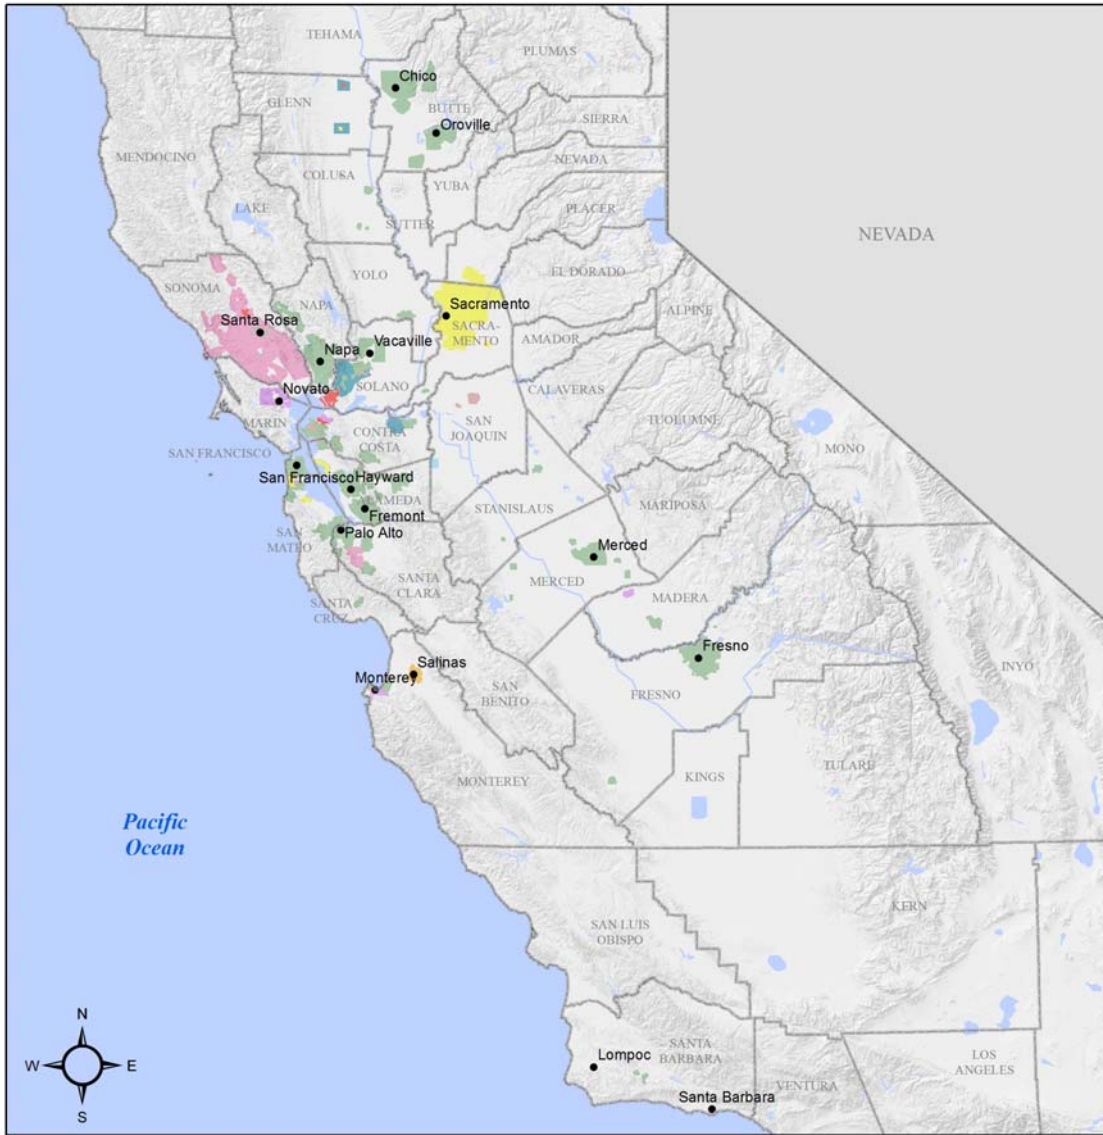 TEHAMA
PLUMAS
Chico
GLENN
BUTTE
SIERRA
Oroville
MENDOCINO
NEVADA
COLUSA
YUBA
LAKE
PLACER
SUTTER
NEVADA
YOLO
EL DORADO
SONOMA
NAPA
ALPINE
Sacramento
Santa Rosa
SACRA-
MENTO
AMADOR
Vacaville
Napa
SOLANO
CALAVERAS
Novato
MARIN
TUOLUMNE
SAN
JOAQUIN
CONTRA
COSTA
MONO
SAN FRANCISCO
San Francisco
Hayward
ALAMEDA
MARIPOSA
STANISLAUS
Fremont
SAN
MATEO
Palo Alto
Merced
MERCED
SANTA
CLARA
MADERA
SANTA
CRUZ
Fresno
Salinas
INYO
Monterey
SAN
BENITO
FRESNO
TULARE
MONTEREY
KINGS
Pacific
Ocean
KERN
SAN LUIS
OBISPO
N
W
E
S
Lompoc
SANTA
BARBARA
LOS
ANGELES
VENTURA
Santa Barbara